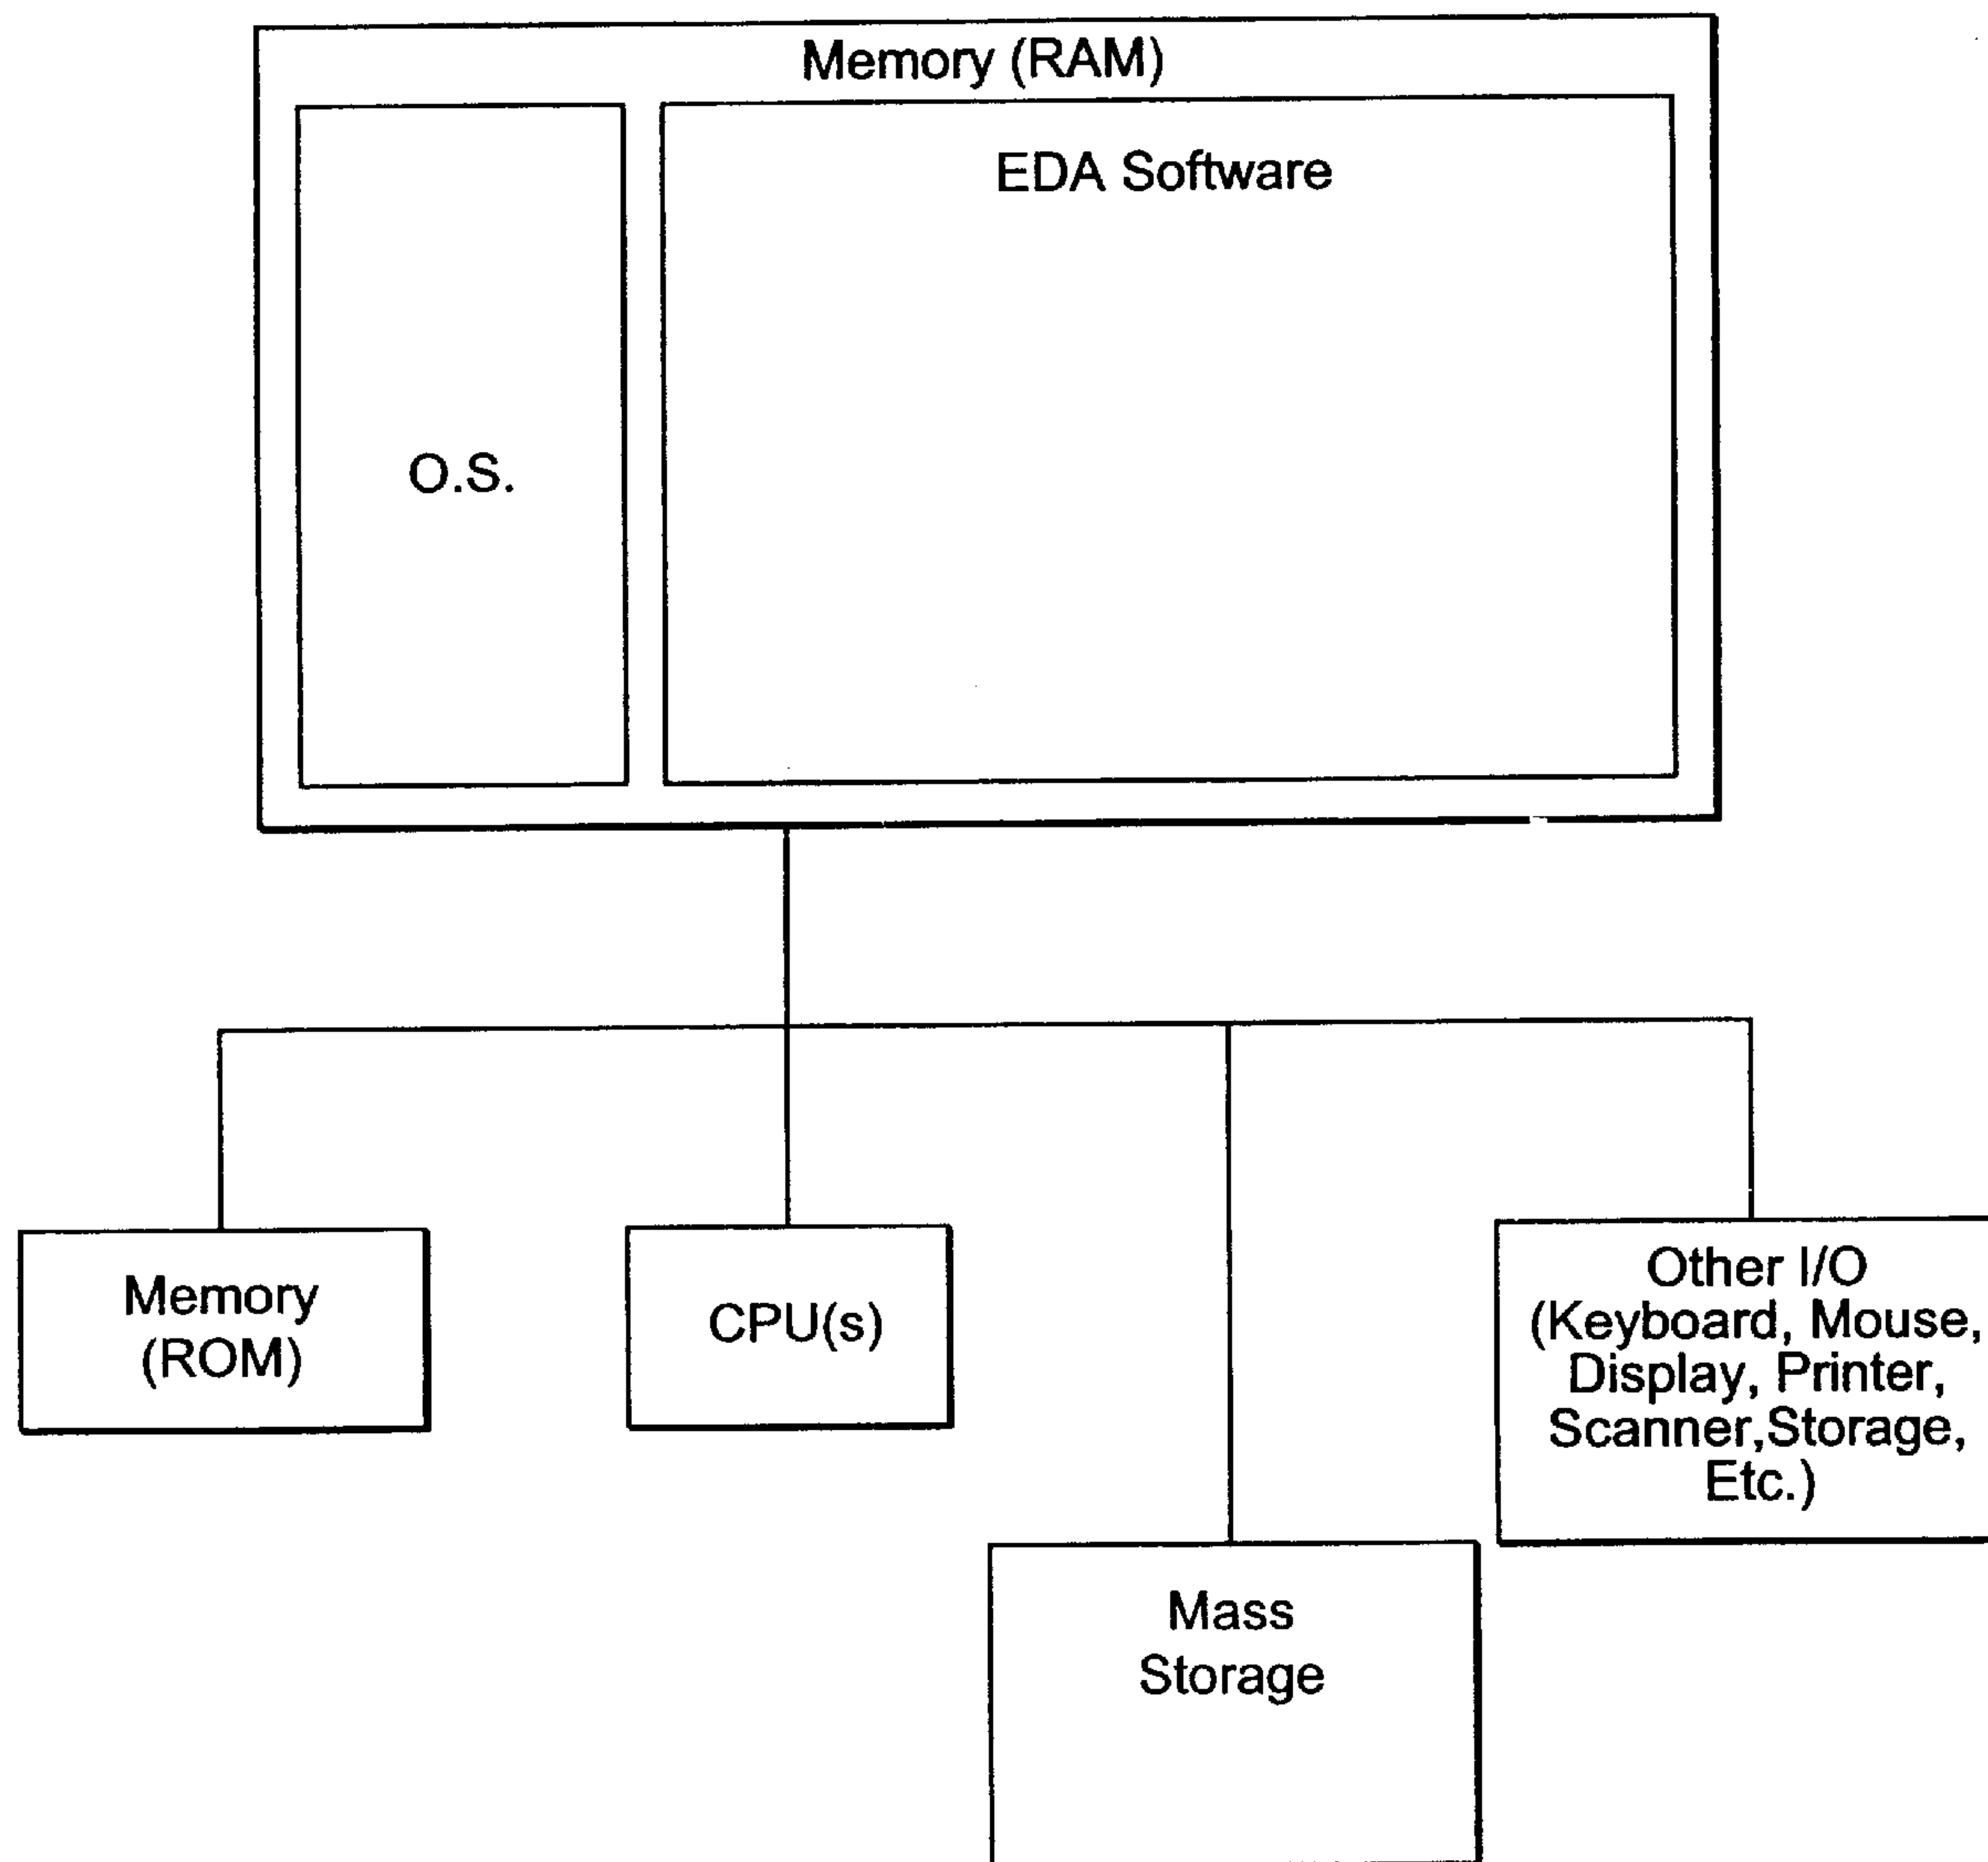 Memory (RAM)
EDA Software
O.S.
Memory
(ROM)
CPU(s)
Other I/O
(Keyboard, Mouse,
Display, Printer,
Scanner,Storage,
Etc.)
Mass
Storage